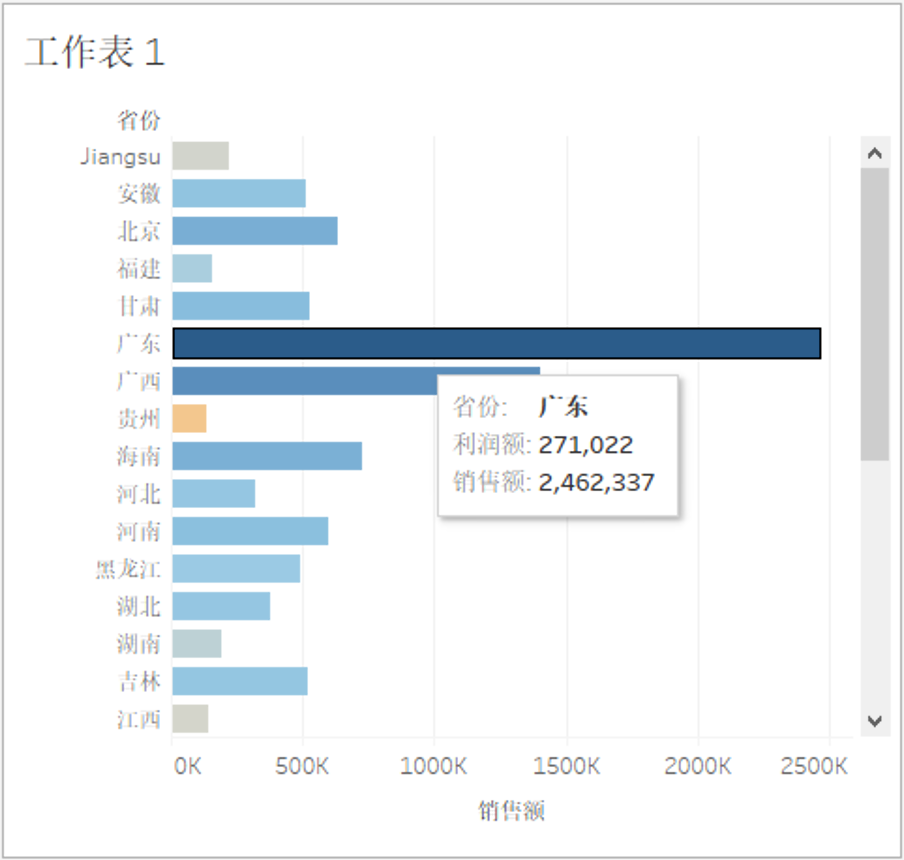 工作表 1
省份
Jiangsu
安徽
北京
福建
甘肃
广东
广西
贵州
海南
河北
河南
黑龙江
湖北
湖南
吉林
江西
省份: 广东
利润额: 271,022
销售额: 2,462,337
0K 500K 1000K 1500K 2000K 2500K
销售额